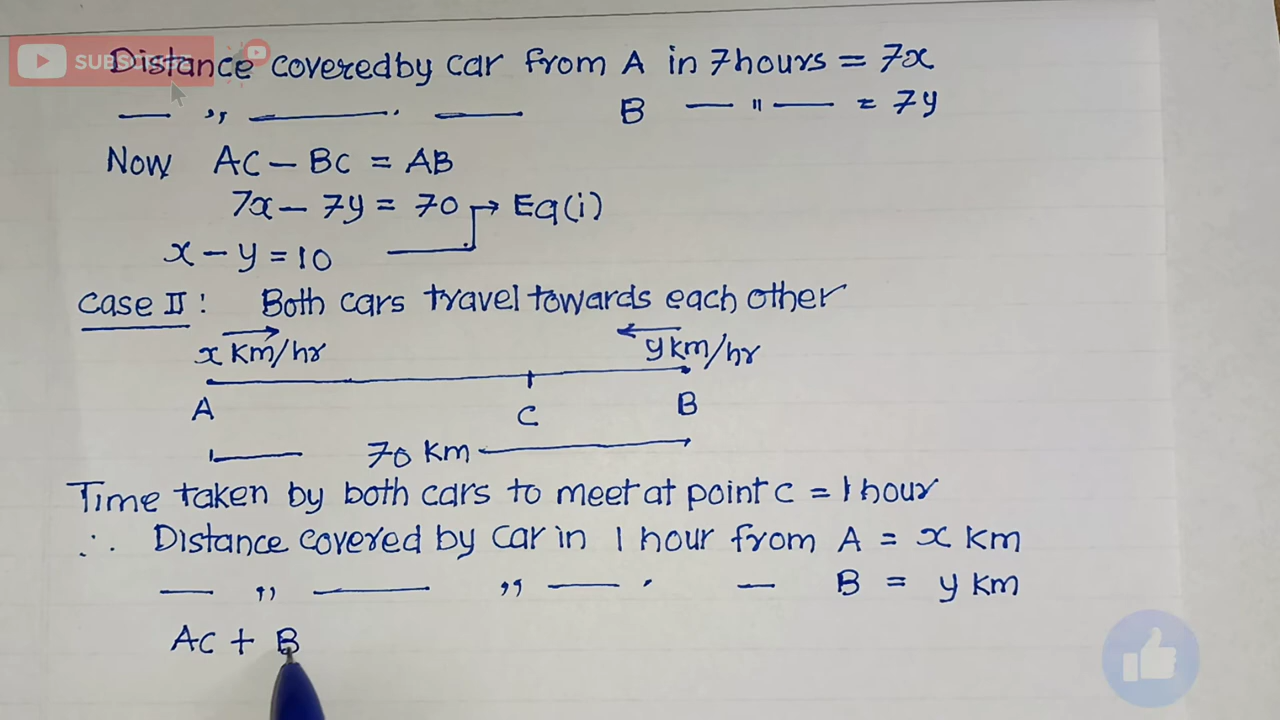 SUBSCRIBE
Distance covered by car from A in 7 hours = 7x
— ,, — — B — " — = 7y
Now AC - BC = AB
7x - 7y = 70 → Eq(i)
x - y = 10
Case II : Both cars travel towards each other
x Km/hr y km/hr
A C B
70 Km
Time taken by both cars to meet at point C = 1 hour
∴ Distance covered by Car in 1 hour from A = x Km
— ,, — ,, — — B = y Km
AC + B